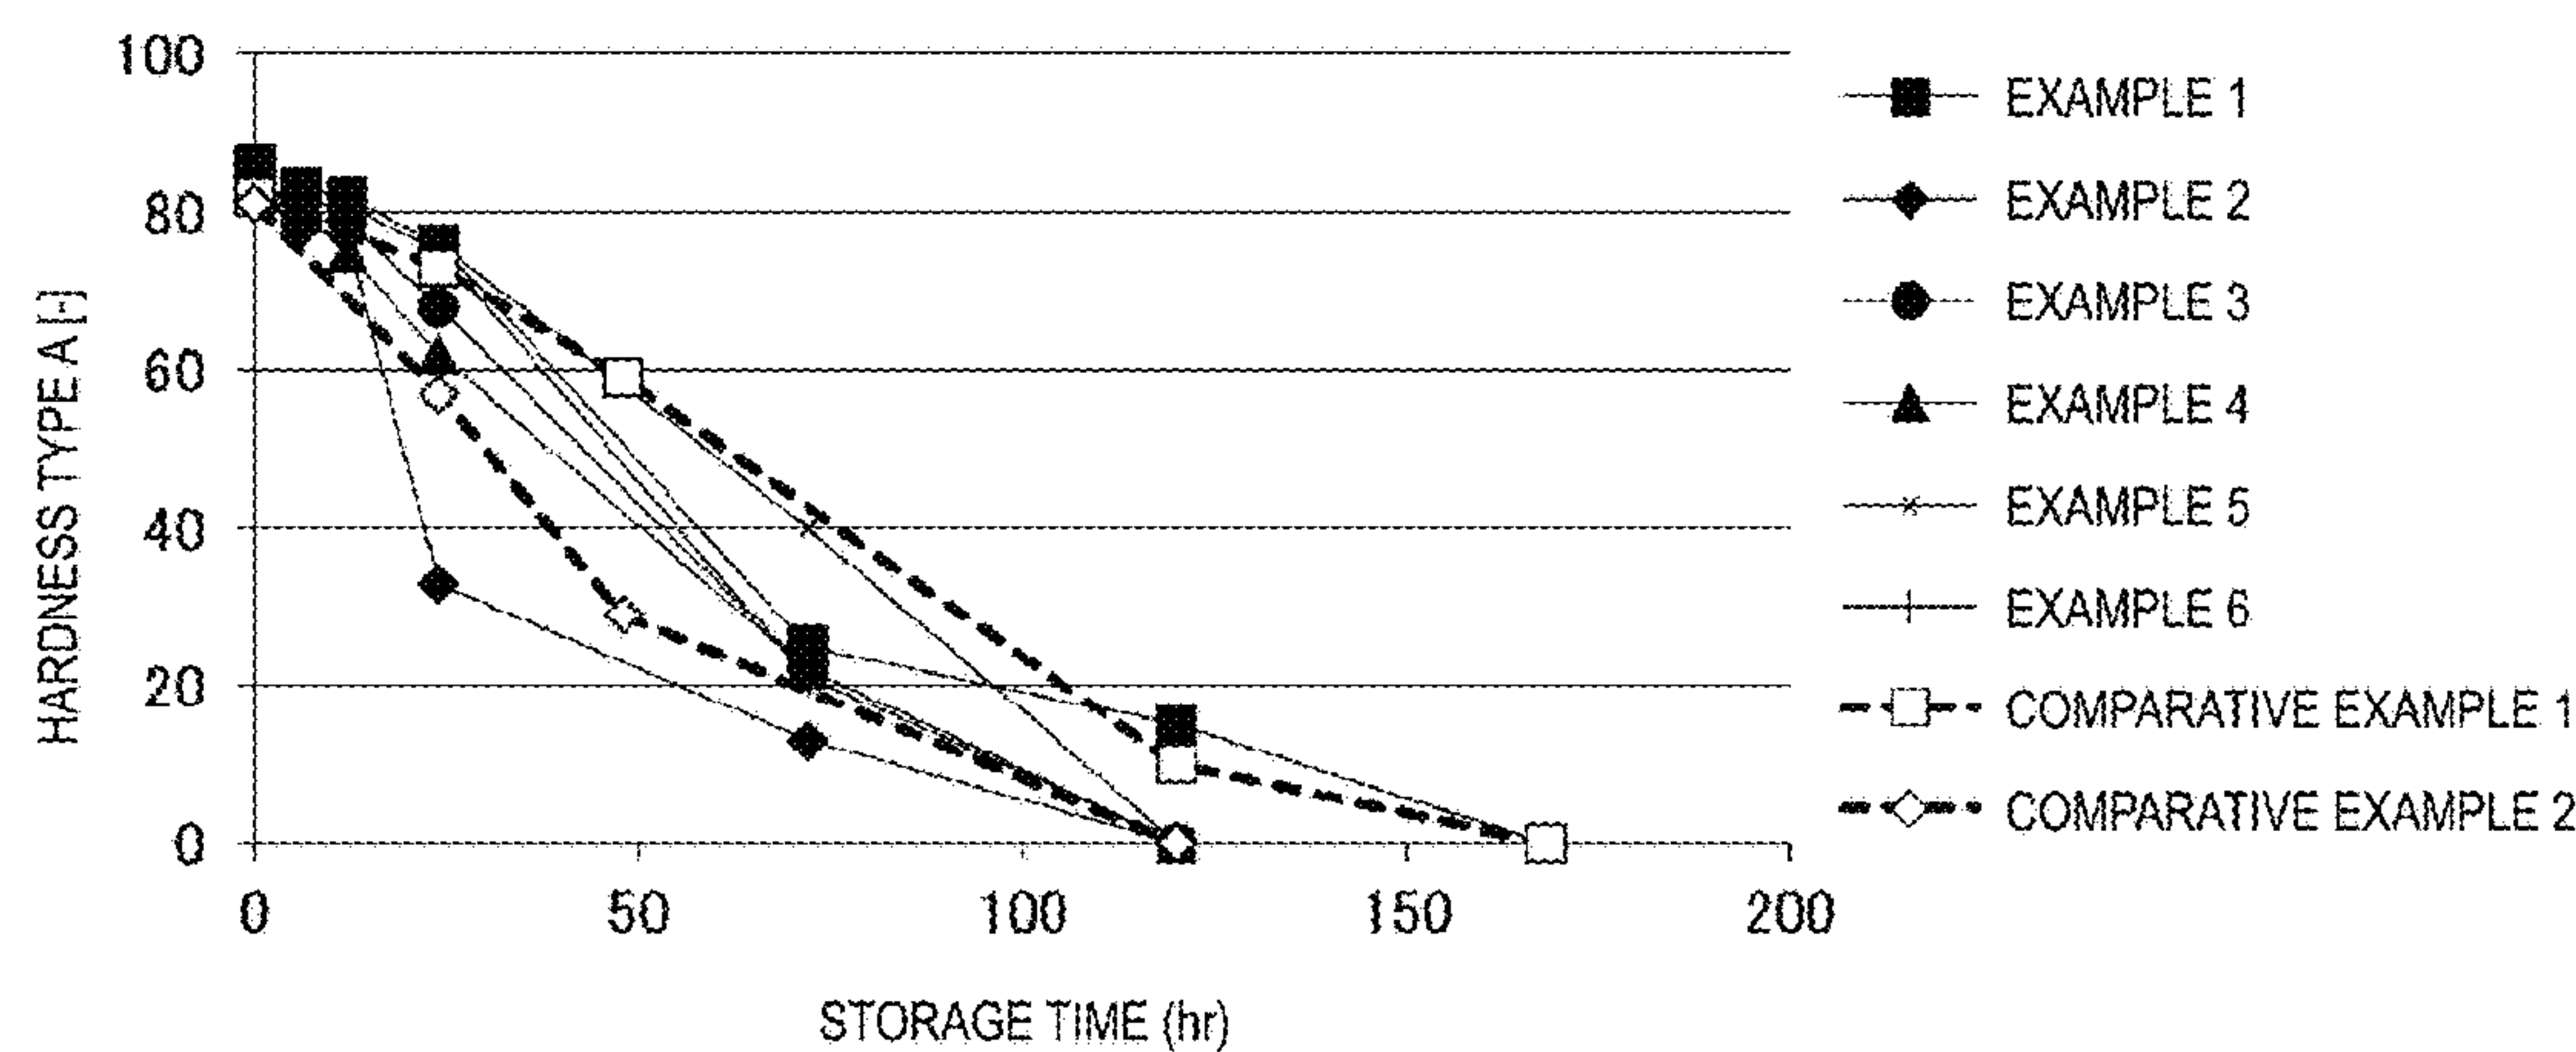 100
80
60
40
20
0
HARDNESS TYPE A [-]
0 50 100 150 200
STORAGE TIME (hr)
EXAMPLE 1
EXAMPLE 2
EXAMPLE 3
EXAMPLE 4
EXAMPLE 5
EXAMPLE 6
COMPARATIVE EXAMPLE 1
COMPARATIVE EXAMPLE 2